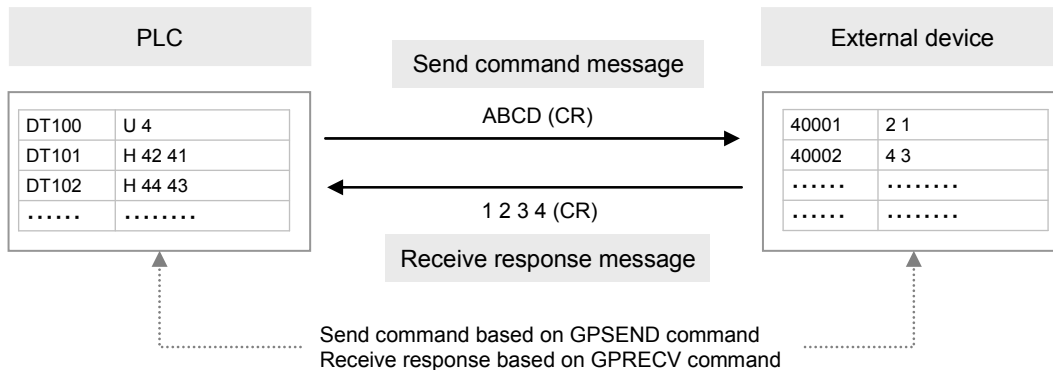 PLC
External device
Send command message
ABCD (CR)
DT100 U 4
DT101 H 42 41
DT102 H 44 43
······ ········
40001 2 1
40002 4 3
······ ········
······ ········
1 2 3 4 (CR)
Receive response message
Send command based on GPSEND command
Receive response based on GPRECV command